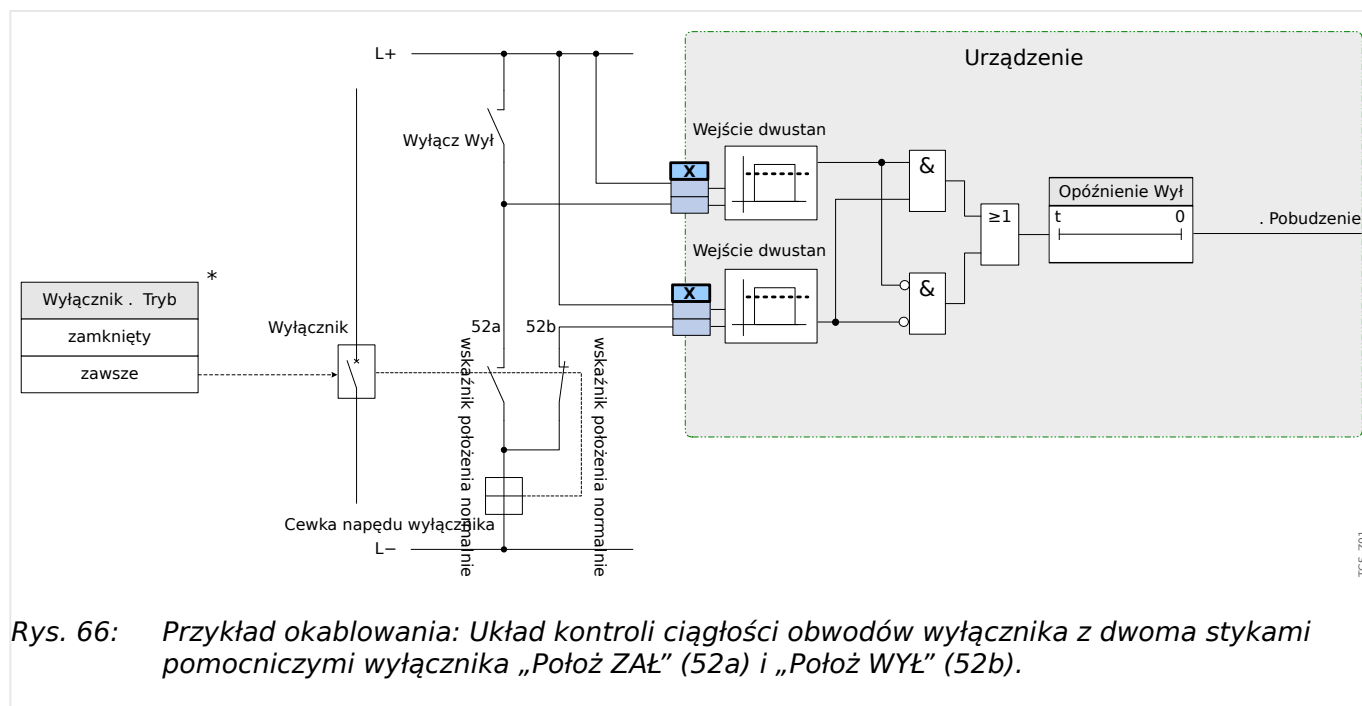 L+
Urządzenie
Wyłącz Wył
Wejście dwustan
X
&
Opóźnienie Wył
≥1
t 0
. Pobudzenie
Wejście dwustan
X
&
*
Wyłącznik . Tryb
zamknięty
zawsze
Wyłącznik
52a 52b
wskaźnik położenia normalnie
wskaźnik położenia normalnie
Cewka napędu wyłącznika
L−
Rys. 66: Przykład okablowania: Układ kontroli ciągłości obwodów wyłącznika z dwoma stykami
pomocniczymi wyłącznika „Położ ZAŁ” (52a) i „Położ WYŁ” (52b).